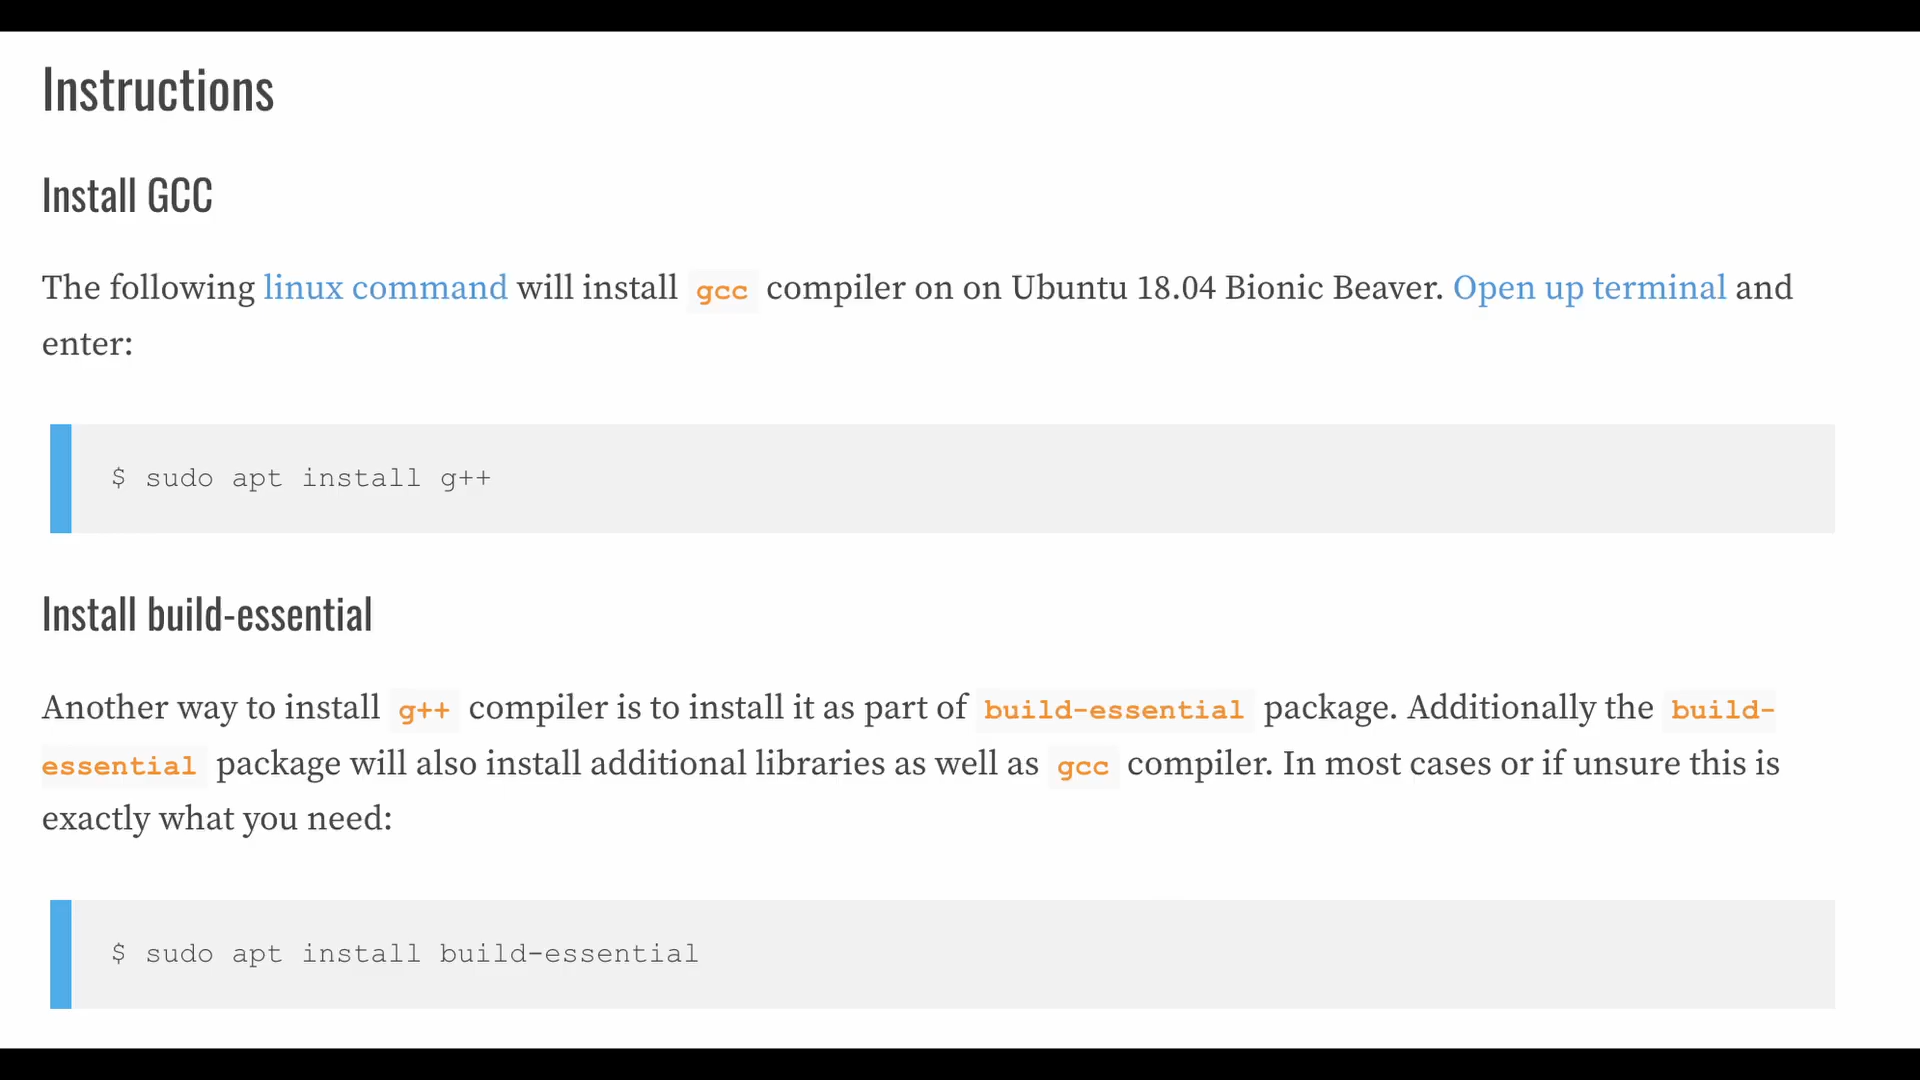 Instructions
Install GCC
The following linux command will install gcc compiler on on Ubuntu 18.04 Bionic Beaver. Open up terminal and
enter:
$ sudo apt install g++
Install build-essential
Another way to install g++ compiler is to install it as part of build-essential package. Additionally the build-
essential package will also install additional libraries as well as gcc compiler. In most cases or if unsure this is
exactly what you need:
$ sudo apt install build-essential